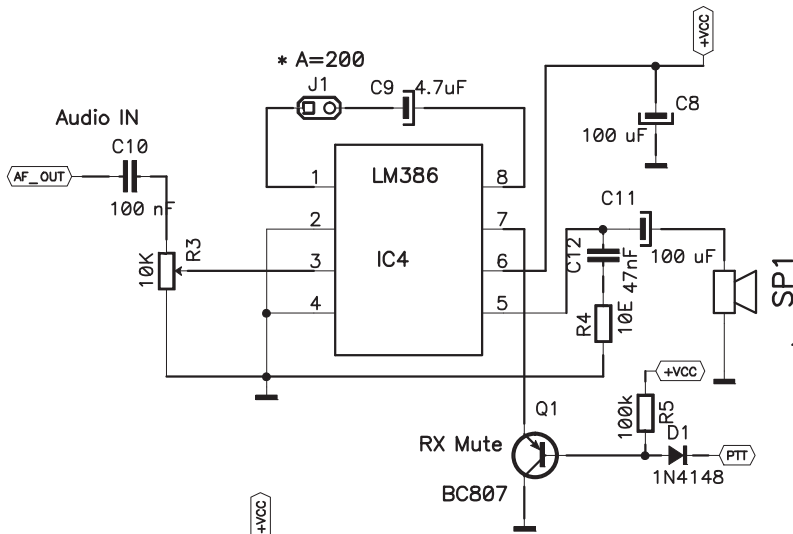 +VCC
* A=200
J1
C9
4.7uF
C8
100 uF
Audio IN
C10
AF_OUT
100 nF
R3
10K
1
2
3
4
LM386
IC4
8
7
6
5
C11
100 uF
C12
47nF
R4
10E
SP1
+VCC
100k
R5
D1
1N4148
PTT
Q1
RX Mute
BC807
+VCC